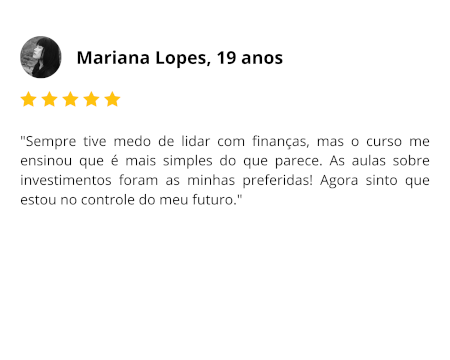 Mariana Lopes, 19 anos
"Sempre tive medo de lidar com finanças, mas o curso me
ensinou que é mais simples do que parece. As aulas sobre
investimentos foram as minhas preferidas! Agora sinto que
estou no controle do meu futuro."